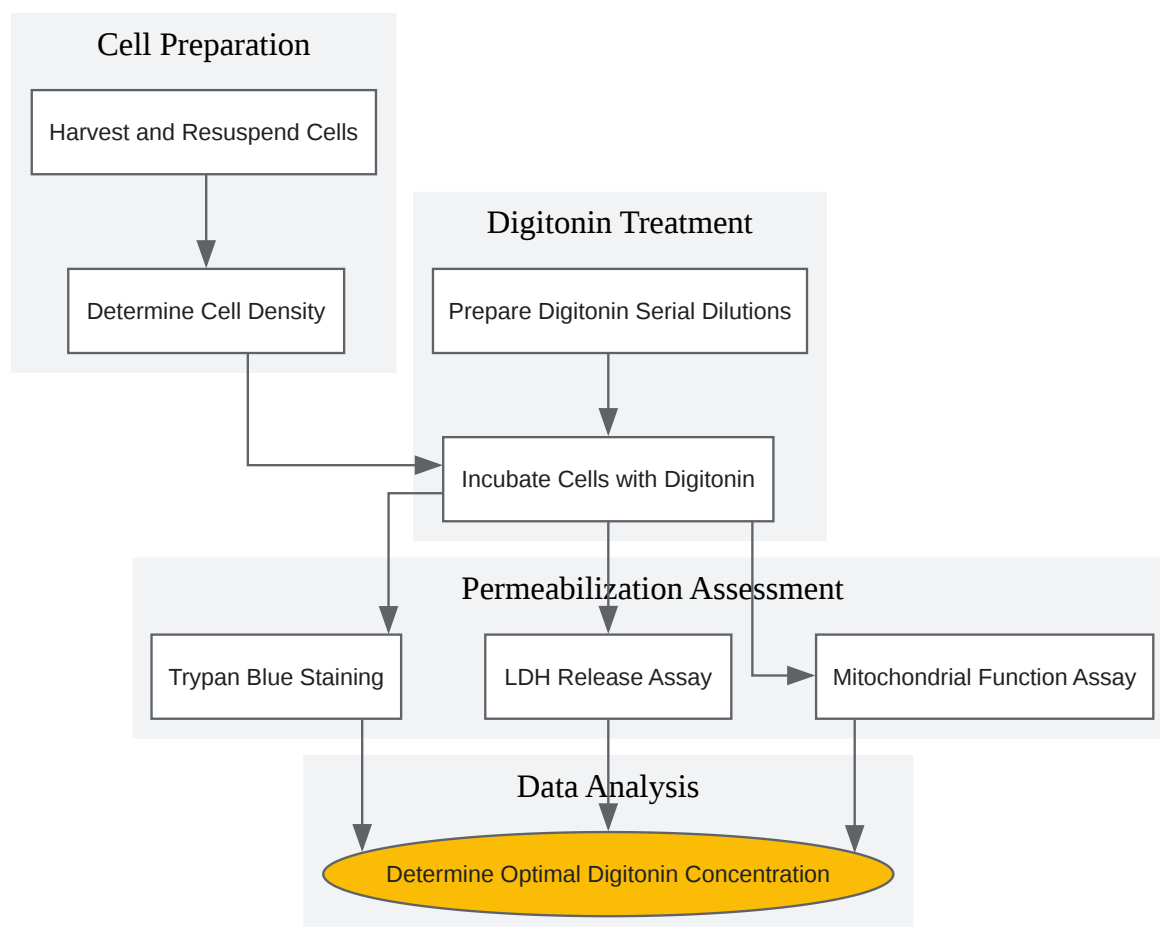 Cell Preparation
Harvest and Resuspend Cells
Determine Cell Density
Digitonin Treatment
Prepare Digitonin Serial Dilutions
Incubate Cells with Digitonin
Permeabilization Assessment
Trypan Blue Staining
LDH Release Assay
Mitochondrial Function Assay
Data Analysis
Determine Optimal Digitonin Concentration